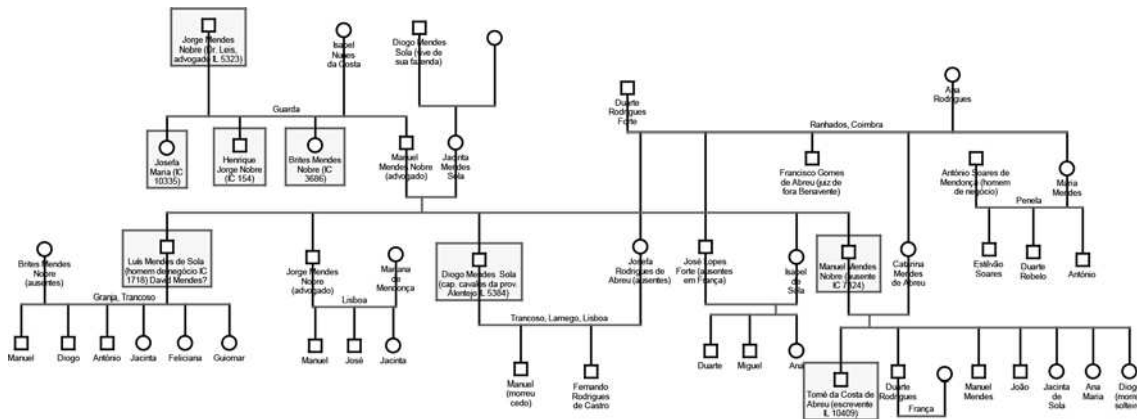 Jorge Mendes
Nobre (Dr. Leis,
advogado IL 5323)
Isabel
Nunes
da Costa
Diogo Mendes
Sola (vive de
sua fazenda)
Duarte
Rodrigues
Forte
Ana
Rodrigues
Guarda
Ranhados, Coimbra
Josefa
Maria (IC
10335)
Henrique
Jorge Nobre
(IC 154)
Brites Mendes
Nobre (IC
3686)
Manuel
Mendes Nobre
(advogado)
Jacinta
Mendes
Sola
Francisco Gomes
de Abreu (juiz de
fora Benavente)
António Soares de
Mendonça (homem
de negócio)
Maria
Mendes
Penela
Brites Mendes
Nobre
(ausentes)
Luís Mendes de Sola
(homem de negócio IC
1718) David Mendes?
Jorge Mendes
Nobre
(advogado)
Mariana
de
Mendonça
Diogo Mendes Sola
(cap. cavalos da prov.
Alentejo IL 5384)
Josefa
Rodrigues de
Abreu (ausentes)
José Lopes
Forte (ausentes
em França)
Isabel
de
Sola
Manuel Mendes
Nobre (ausente
IC 7424)
Catarina
Mendes
de Abreu
Estêvão
Soares
Duarte
Rebelo
António
Granja, Trancoso
Lisboa
Trancoso, Lamego, Lisboa
Manuel
Diogo
António
Jacinta
Feliciana
Guiomar
Manuel
José
Jacinta
Manuel
(morreu
cedo)
Fernando
Rodrigues
de Castro
Duarte
Miguel
Ana
Tomé da Costa de
Abreu (escrevente
IL 10409)
Duarte
Rodrigues
França
Manuel
Mendes
João
Jacinta
de Sola
Ana
Maria
Diogo